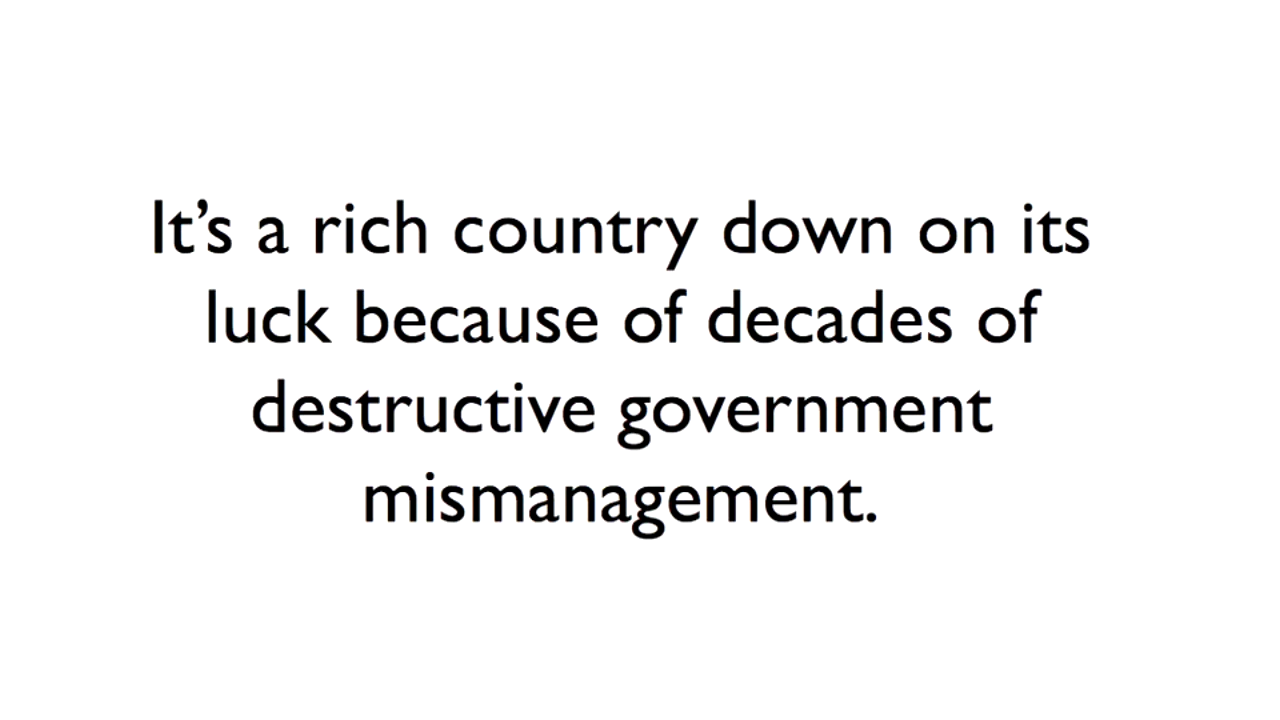 It’s a rich country down on its
luck because of decades of
destructive government
mismanagement.